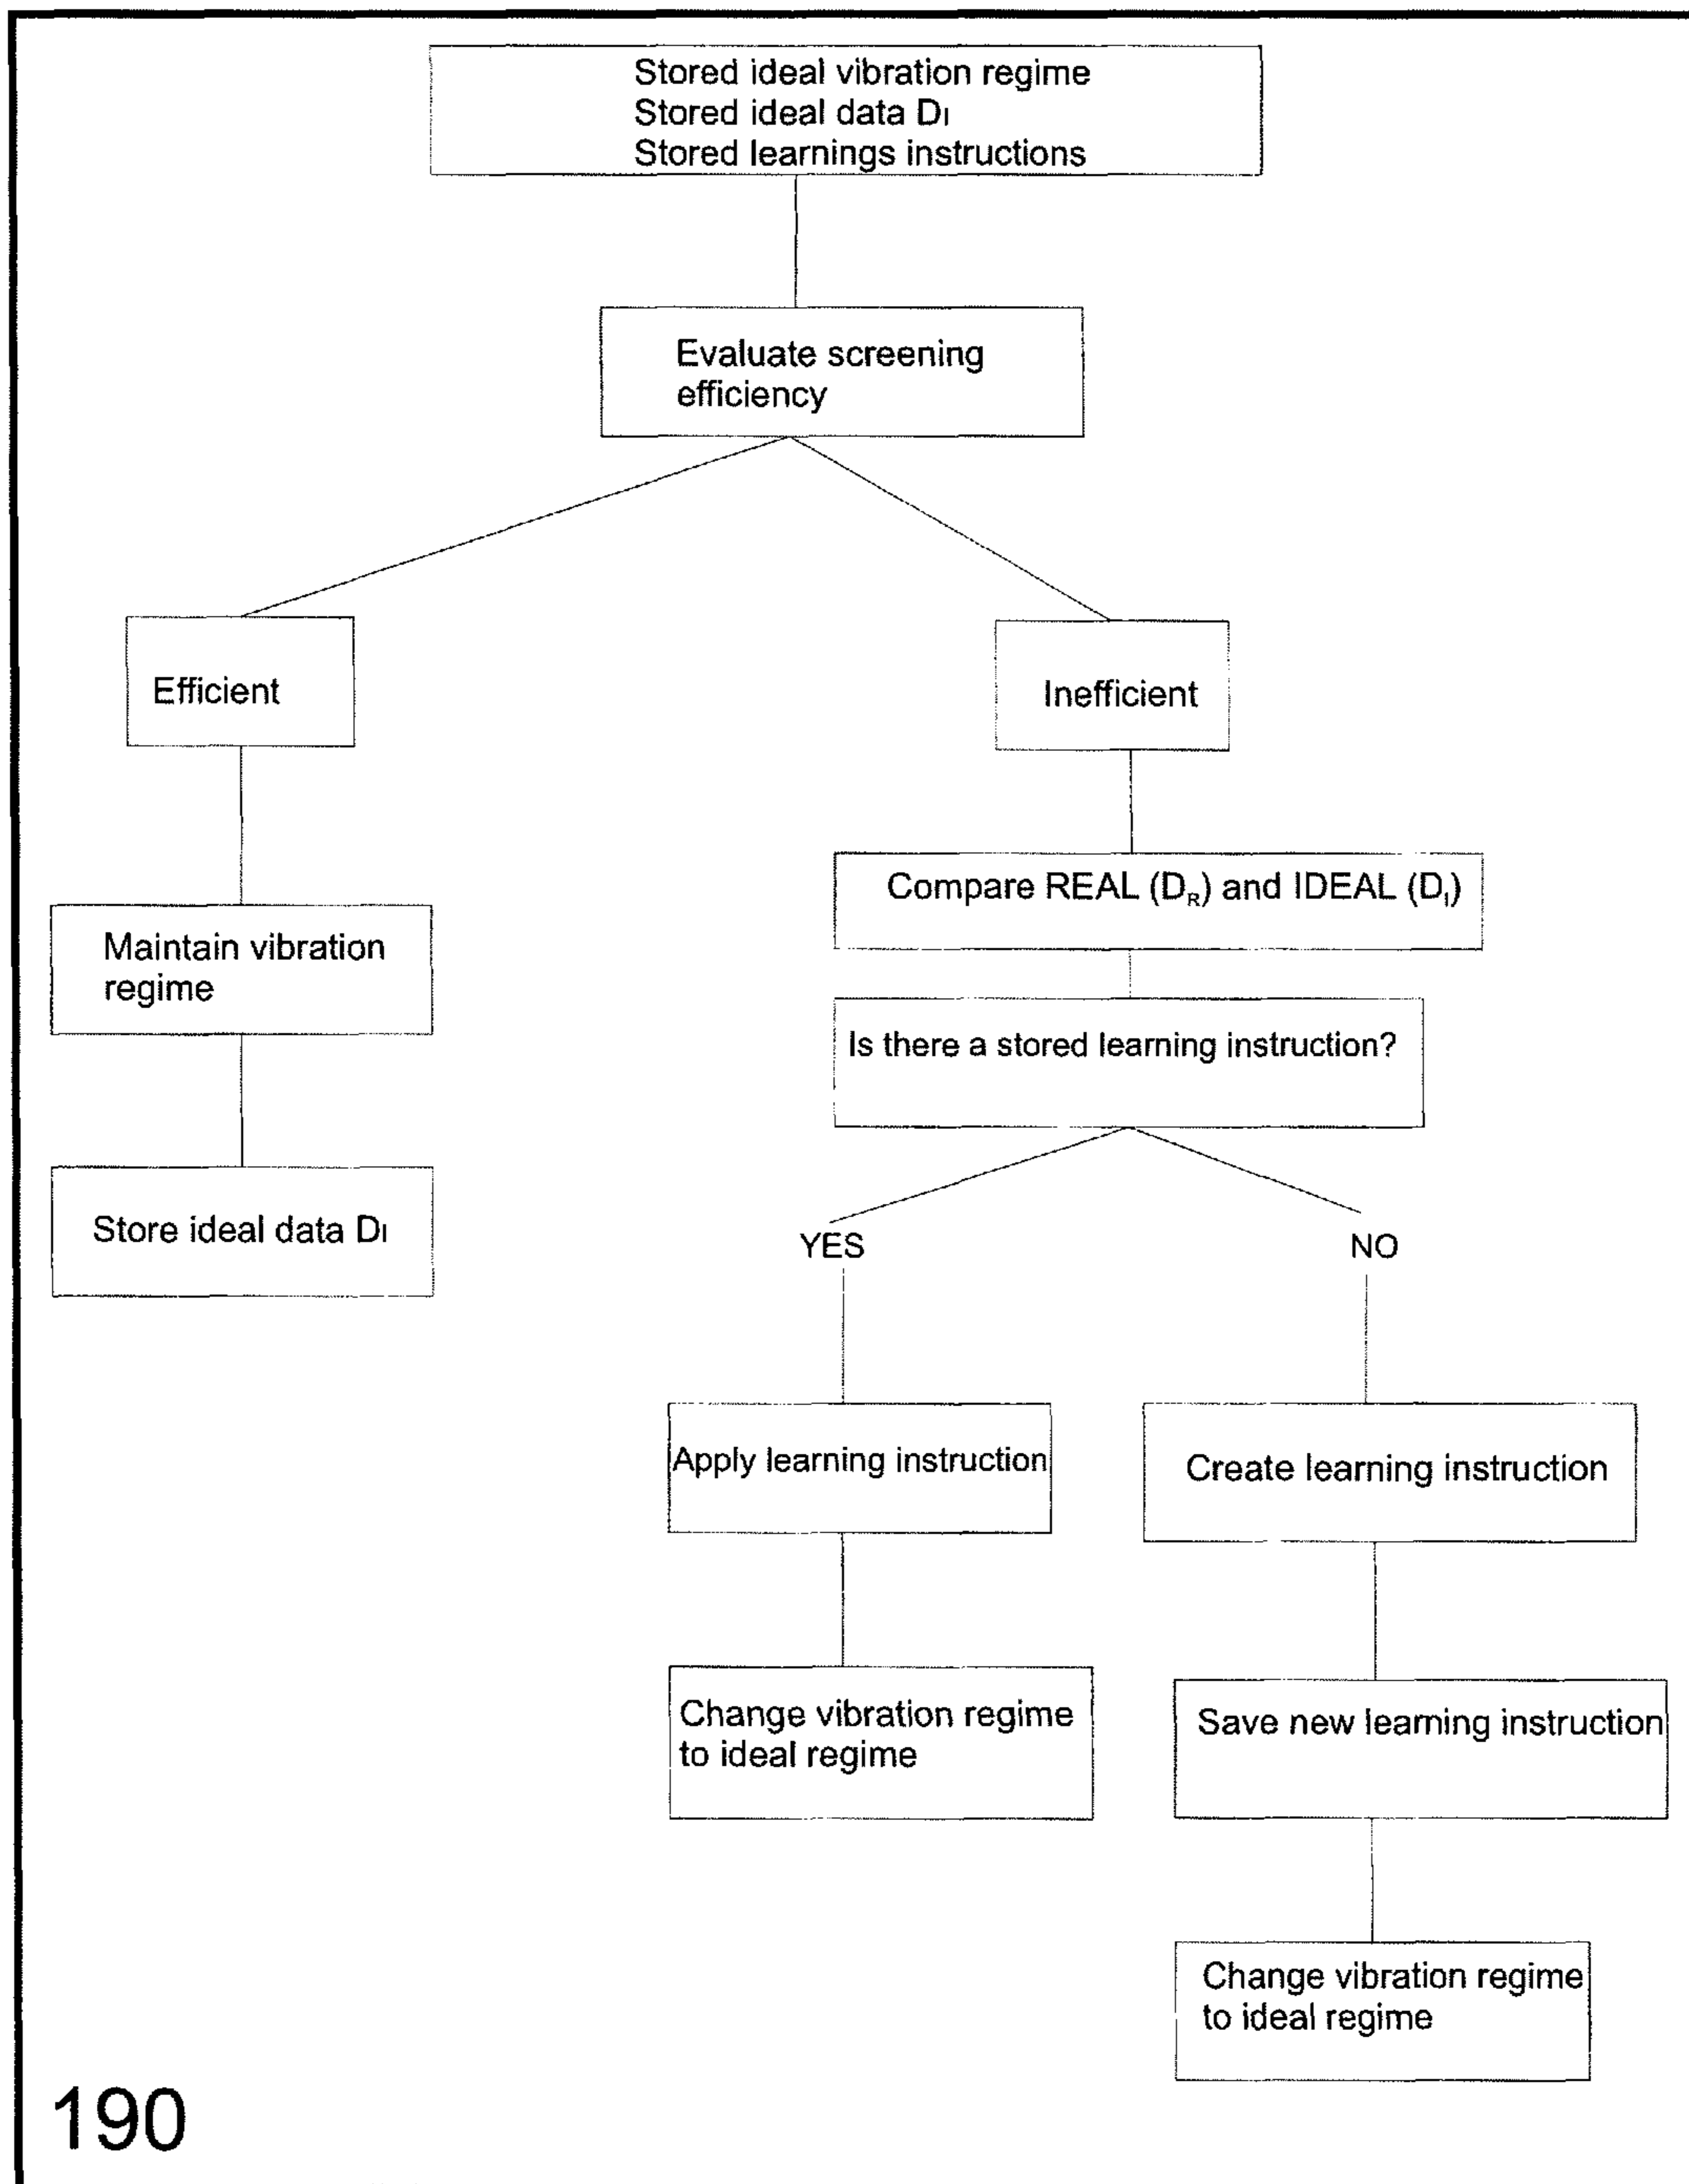 Stored ideal vibration regime
Stored ideal data DI
Stored learnings instructions
Evaluate screening
efficiency
Efficient
Inefficient
Compare REAL (DR) and IDEAL (DI)
Maintain vibration
regime
Is there a stored learning instruction?
Store ideal data DI
YES
NO
Apply learning instruction
Create learning instruction
Change vibration regime
to ideal regime
Save new learning instruction
Change vibration regime
to ideal regime
190